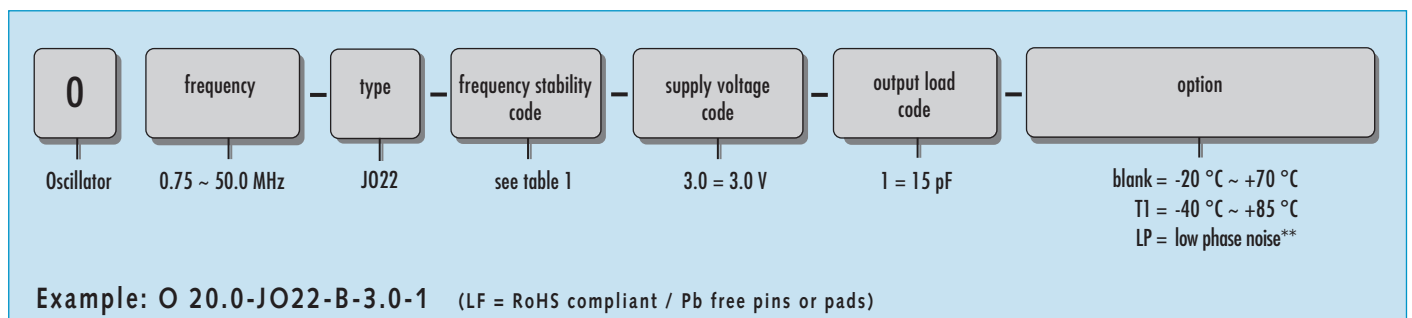 O
frequency
–
type
–
frequency stability
code
–
supply voltage
code
–
output load
code
–
option
Oscillator
0.75 ~ 50.0 MHz
JO22
see table 1
3.0 = 3.0 V
1 = 15 pF
blank = -20 °C ~ +70 °C
T1 = -40 °C ~ +85 °C
LP = low phase noise**
Example: O 20.0-JO22-B-3.0-1 (LF = RoHS compliant / Pb free pins or pads)